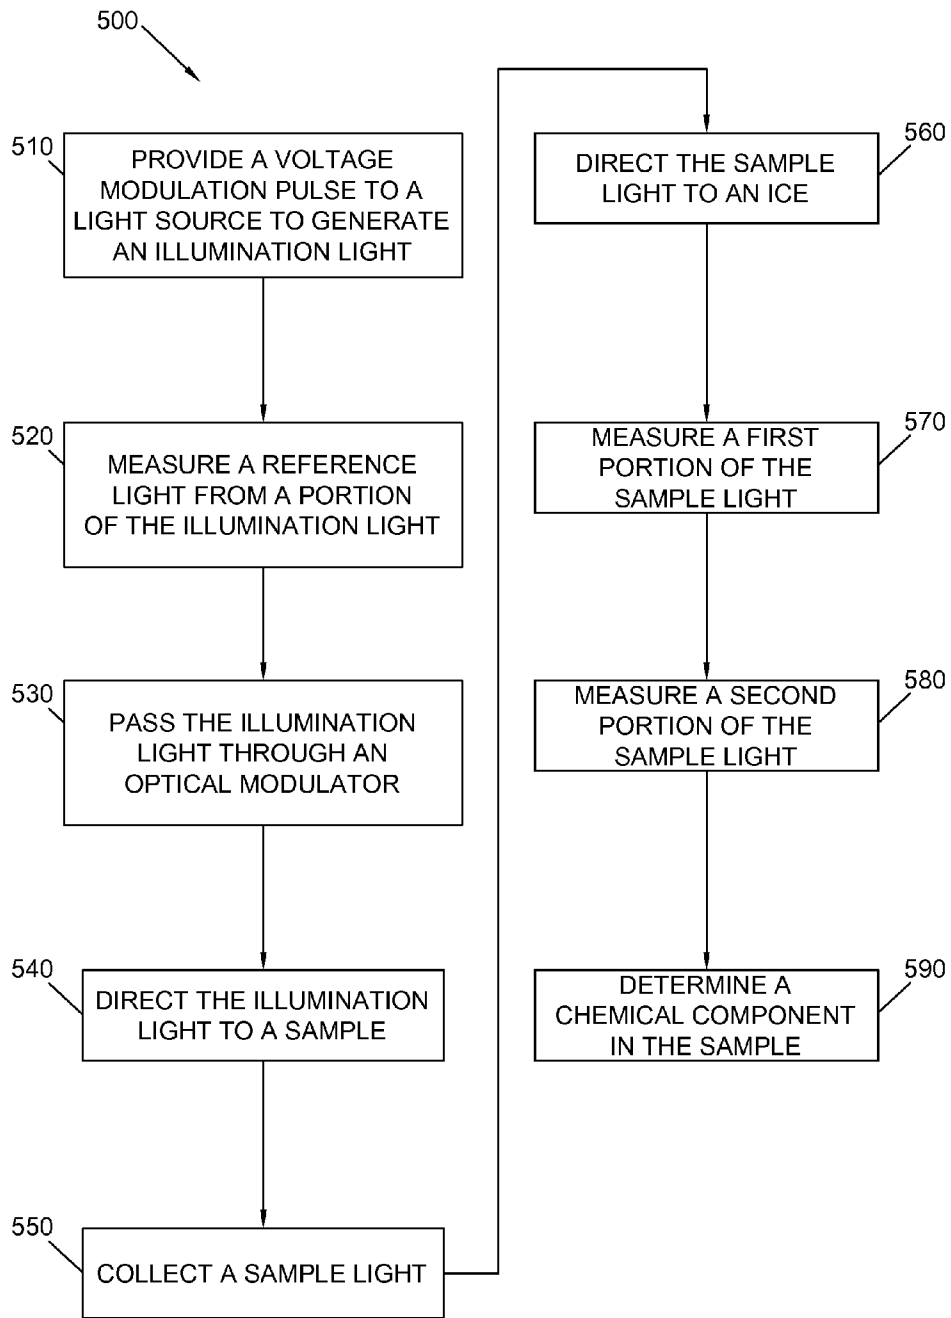 500
510
PROVIDE A VOLTAGE
MODULATION PULSE TO A
LIGHT SOURCE TO GENERATE
AN ILLUMINATION LIGHT
520
MEASURE A REFERENCE
LIGHT FROM A PORTION
OF THE ILLUMINATION LIGHT
530
PASS THE ILLUMINATION
LIGHT THROUGH AN
OPTICAL MODULATOR
540
DIRECT THE ILLUMINATION
LIGHT TO A SAMPLE
550
COLLECT A SAMPLE LIGHT
560
DIRECT THE SAMPLE
LIGHT TO AN ICE
570
MEASURE A FIRST
PORTION OF THE
SAMPLE LIGHT
580
MEASURE A SECOND
PORTION OF THE
SAMPLE LIGHT
590
DETERMINE A
CHEMICAL COMPONENT
IN THE SAMPLE